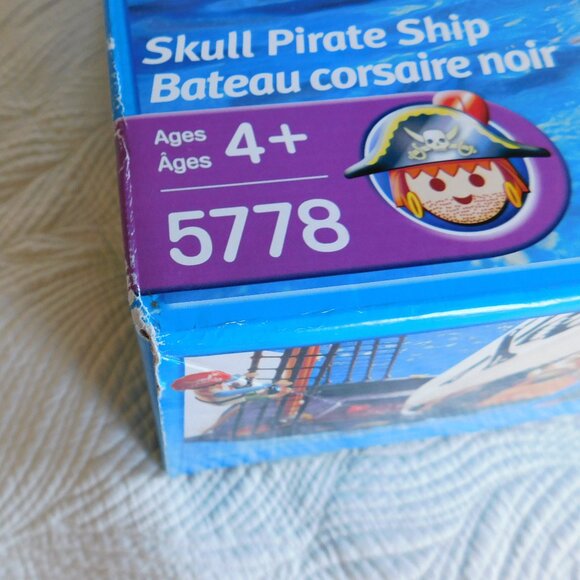 Skull Pirate Ship
Bateau corsaire noir
Ages
Âges
4+
5778